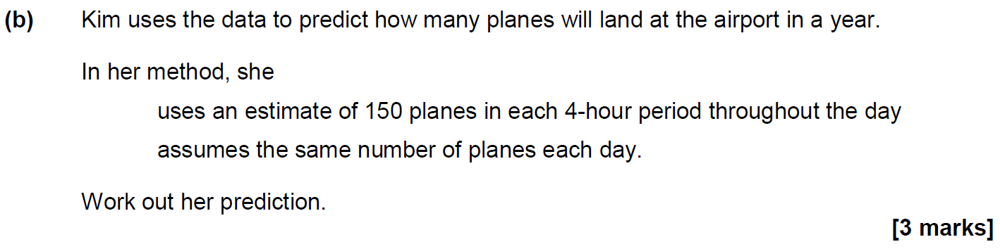 (b) Kim uses the data to predict how many planes will land at the airport in a year.
In her method, she
uses an estimate of 150 planes in each 4-hour period throughout the day
assumes the same number of planes each day.
Work out her prediction.
[3 marks]